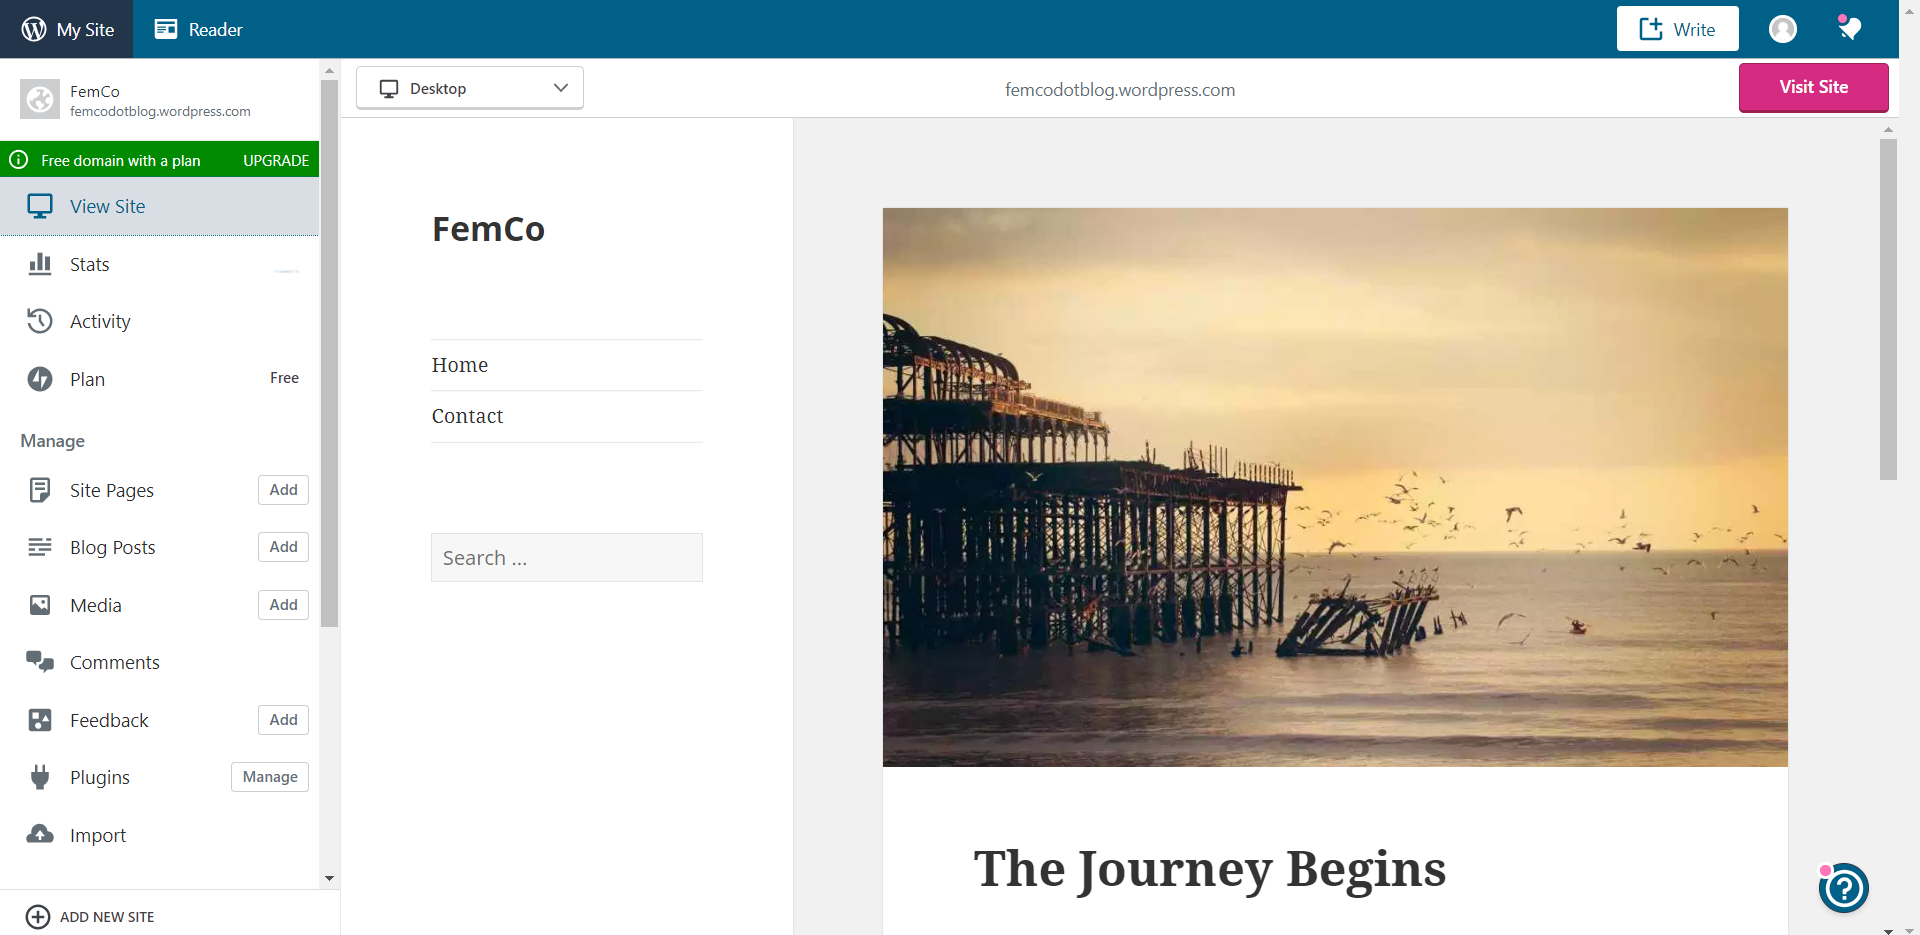 My Site
Reader
Write
FemCo
femcodotblog.wordpress.com
Desktop
femcodotblog.wordpress.com
Visit Site
Free domain with a plan UPGRADE
View Site
Stats
Activity
Plan Free
Manage
Site Pages Add
Blog Posts Add
Media Add
Comments
Feedback Add
Plugins Manage
Import
ADD NEW SITE
FemCo
Home
Contact
Search ...
The Journey Begins